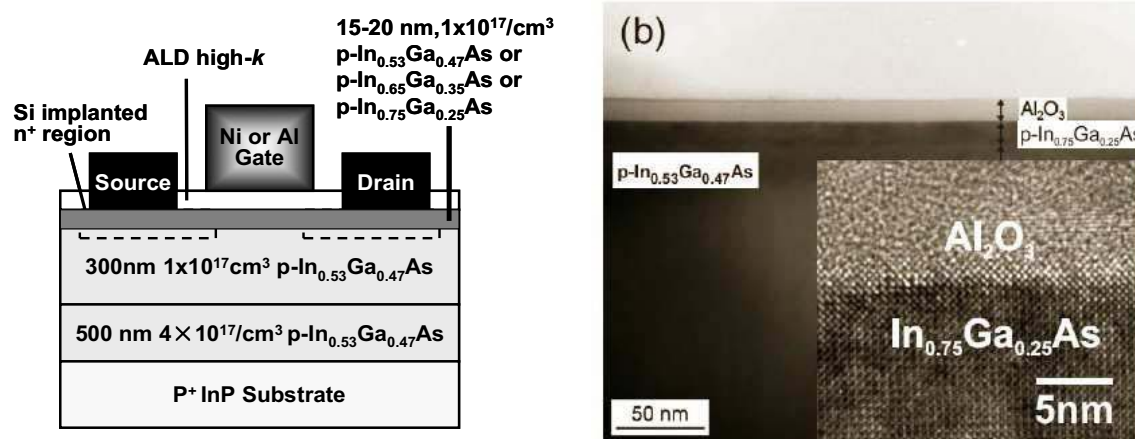 ALD high-k
15-20 nm,1x10¹⁷/cm³
p-In₀.₅₃Ga₀.₄₇As or
p-In₀.₆₅Ga₀.₃₅As or
p-In₀.₇₅Ga₀.₂₅As
Si implanted
n⁺ region
Ni or Al
Gate
Source
Drain
300nm 1x10¹⁷cm³ p-In₀.₅₃Ga₀.₄₇As
500 nm 4×10¹⁷/cm³ p-In₀.₅₃Ga₀.₄₇As
P⁺ InP Substrate
(b)
Al₂O₃
p-In₀.₇₅Ga₀.₂₅As
p-In₀.₅₃Ga₀.₄₇As
Al₂O₃
In₀.₇₅Ga₀.₂₅As
50 nm
5nm